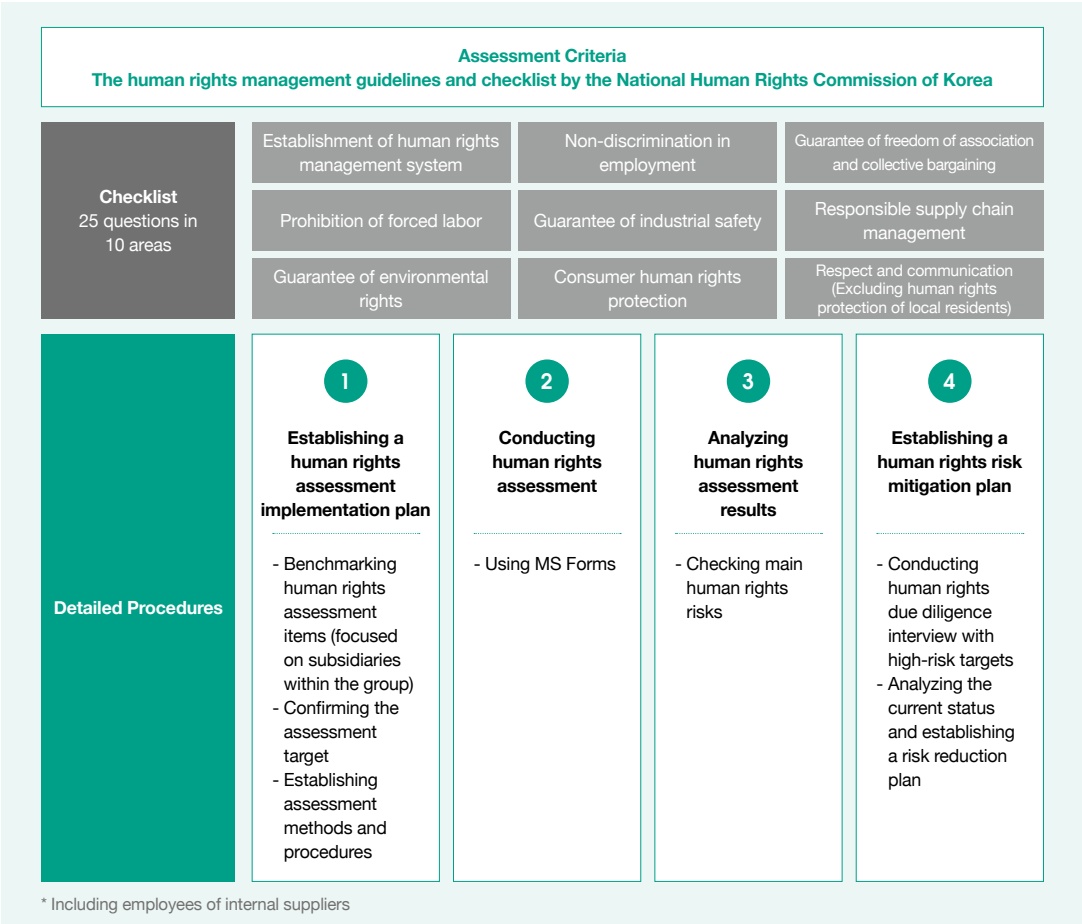 Assessment Criteria
The human rights management guidelines and checklist by the National Human Rights Commission of Korea
Checklist
25 questions in
10 areas
Establishment of human rights
management system
Non-discrimination in
employment
Guarantee of freedom of association
and collective bargaining
Prohibition of forced labor
Guarantee of industrial safety
Responsible supply chain
management
Guarantee of environmental
rights
Consumer human rights
protection
Respect and communication
(Excluding human rights
protection of local residents)
Detailed Procedures
1
Establishing a
human rights
assessment
implementation plan
- Benchmarking
human rights
assessment
items (focused
on subsidiaries
within the group)
- Confirming the
assessment
target
- Establishing
assessment
methods and
procedures
2
Conducting
human rights
assessment
- Using MS Forms
3
Analyzing
human rights
assessment
results
- Checking main
human rights
risks
4
Establishing a
human rights risk
mitigation plan
- Conducting
human rights
due diligence
interview with
high-risk targets
- Analyzing the
current status
and establishing
a risk reduction
plan
* Including employees of internal suppliers